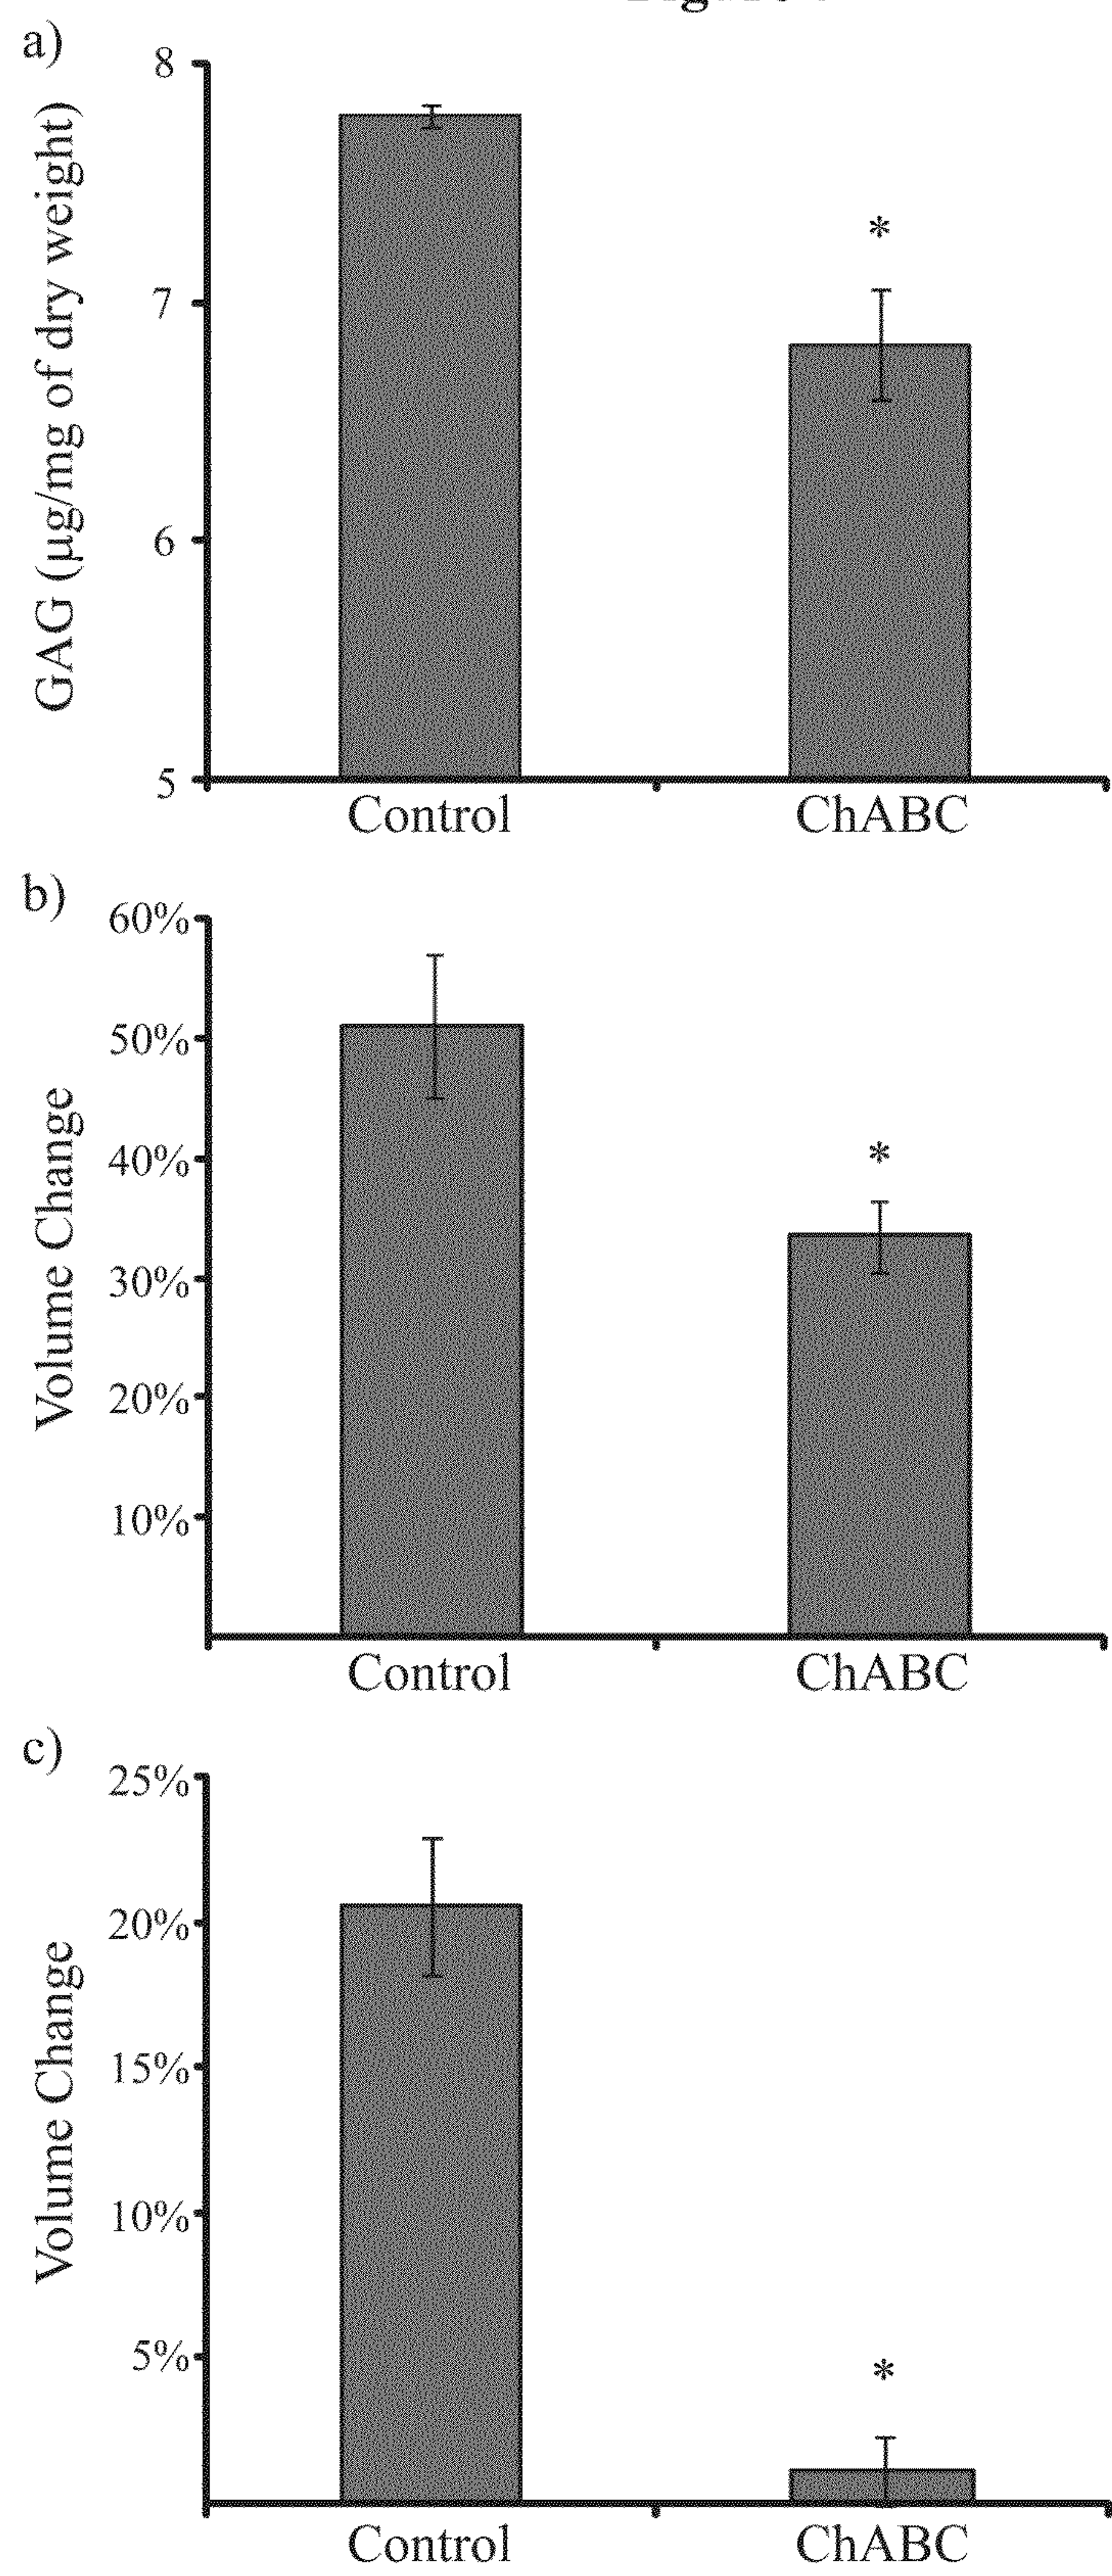 a)
GAG (µg/mg of dry weight)
8
7
6
5
*
Control ChABC
b)
Volume Change
60%
50%
40%
30%
20%
10%
*
Control ChABC
c)
Volume Change
25%
20%
15%
10%
5%
*
Control ChABC